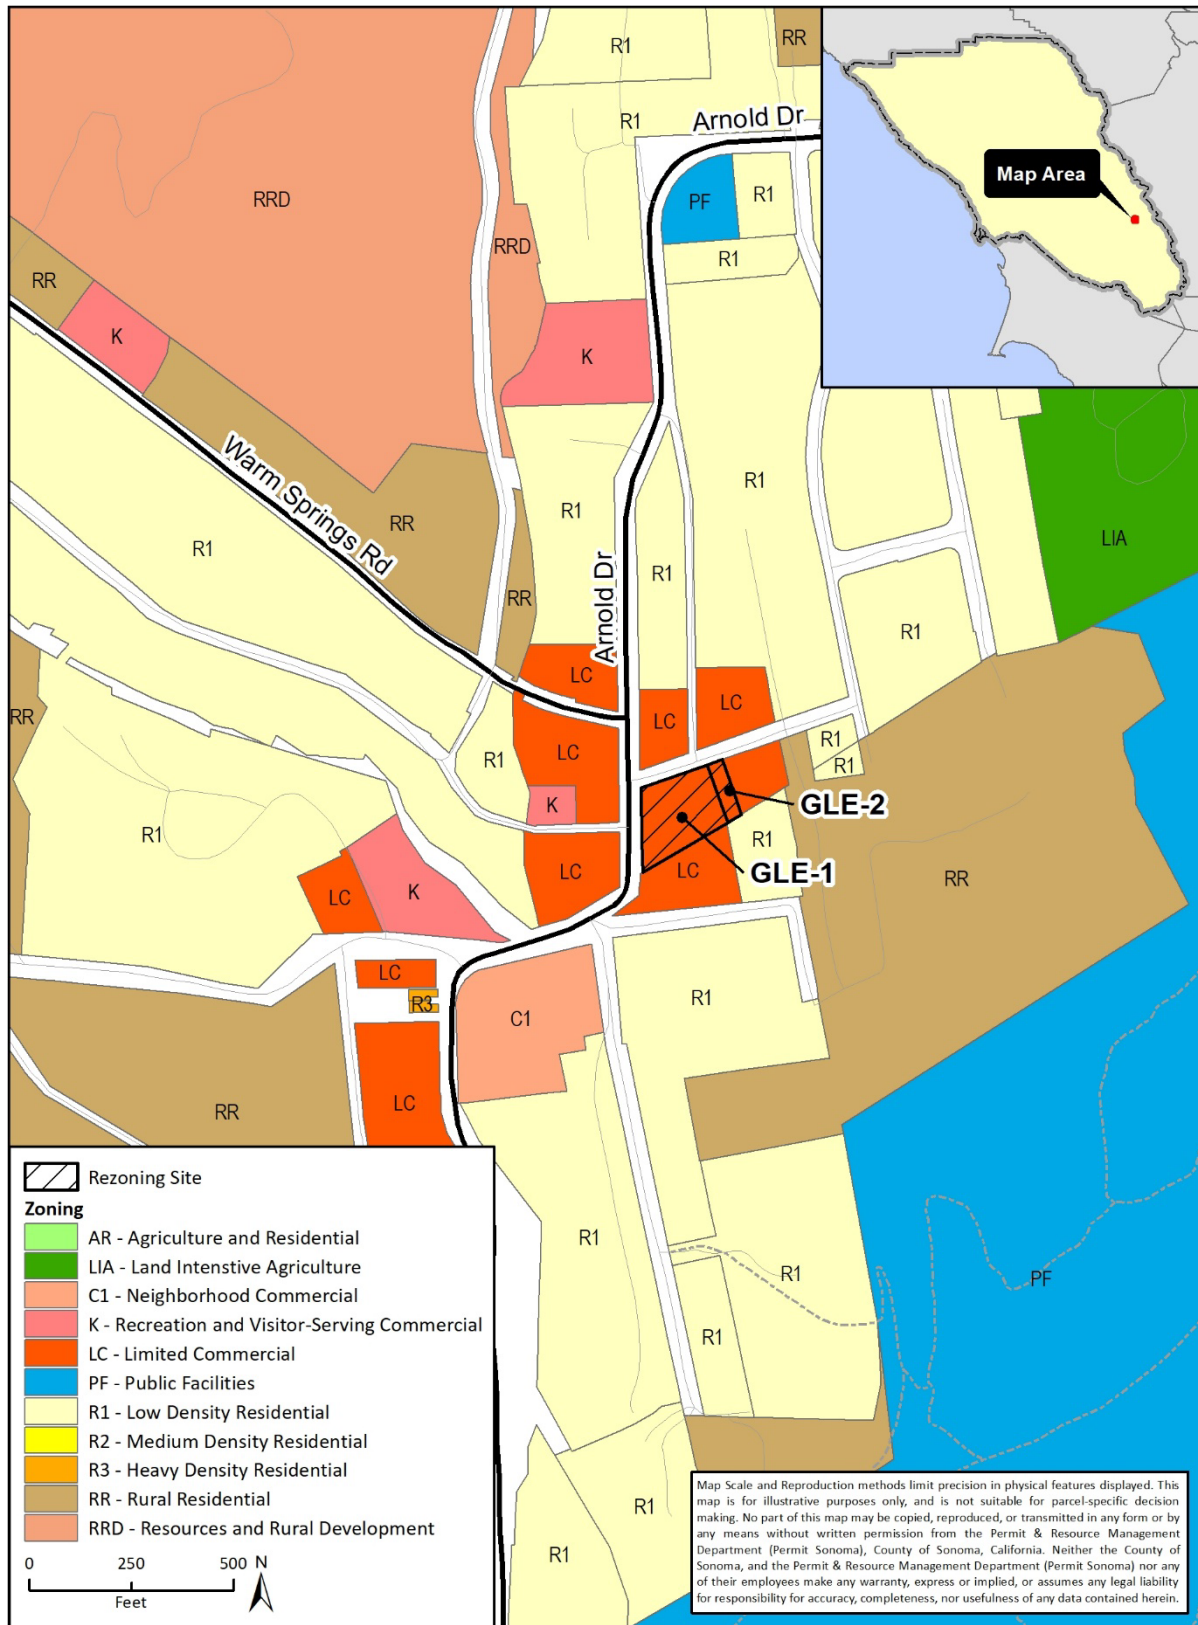 R1
RR
Arnold Dr
R1
Map Area
RRD
PF
R1
RRD
R1
RR
K
K
Warm Springs Rd
R1
R1
RR
R1
R1
LIA
RR
Arnold Dr
R1
LC
LC
LC
RR
LC
R1
R1
R1
K
GLE-2
R1
R1
LC
LC
GLE-1
RR
LC
K
LC
R3
R1
C1
RR
LC
R1
R1
PF
R1
R1
R1
Rezoning Site
Zoning
AR - Agriculture and Residential
LIA - Land Intenstive Agriculture
C1 - Neighborhood Commercial
K - Recreation and Visitor-Serving Commercial
LC - Limited Commercial
PF - Public Facilities
R1 - Low Density Residential
R2 - Medium Density Residential
R3 - Heavy Density Residential
RR - Rural Residential
RRD - Resources and Rural Development
0 250 500 N
Feet
Map Scale and Reproduction methods limit precision in physical features displayed. This
map is for illustrative purposes only, and is not suitable for parcel-specific decision
making. No part of this map may be copied, reproduced, or transmitted in any form or by
any means without written permission from the Permit & Resource Management
Department (Permit Sonoma), County of Sonoma, California. Neither the County of
Sonoma, and the Permit & Resource Management Department (Permit Sonoma) nor any
of their employees make any warranty, express or implied, or assumes any legal liability
for responsibility for accuracy, completeness, nor usefulness of any data contained herein.